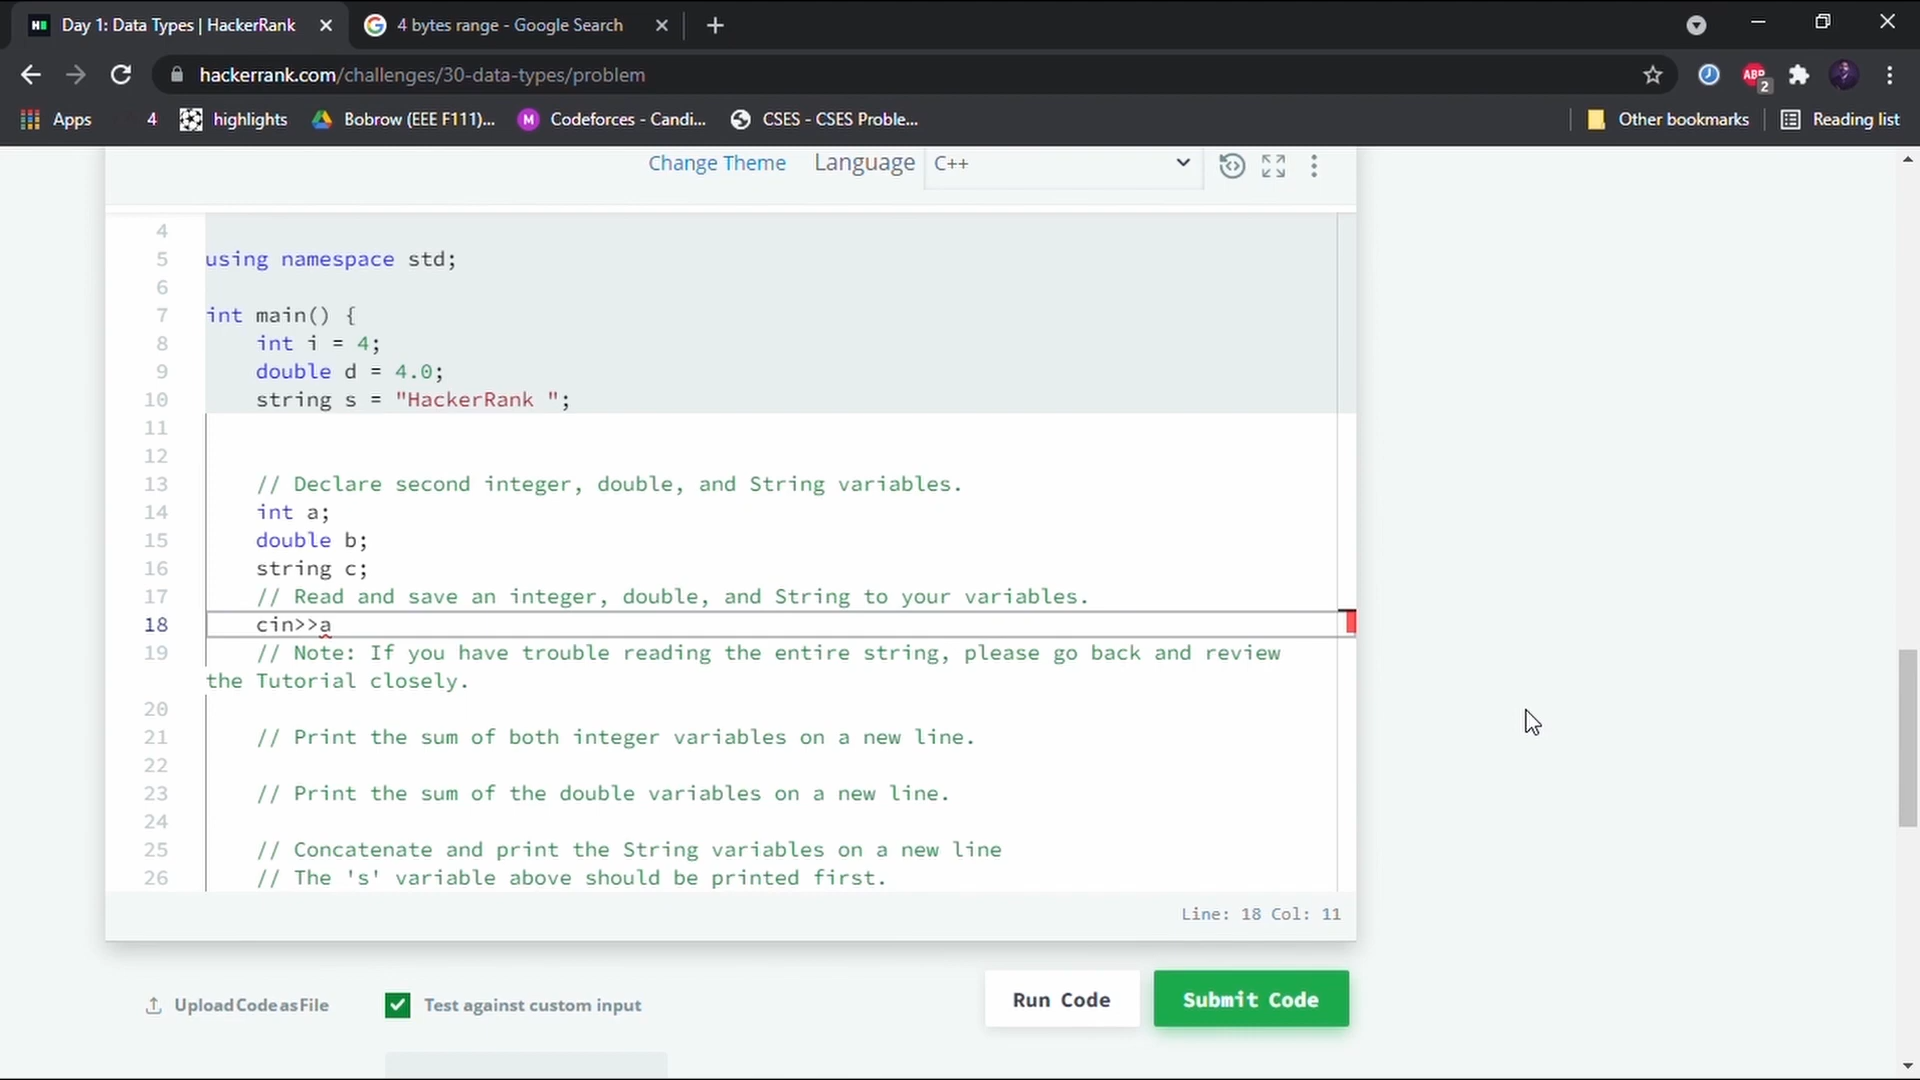 Day 1: Data Types | HackerRank
4 bytes range - Google Search
hackerrank.com/challenges/30-data-types/problem
ABP
2
Apps
4
highlights
Bobrow (EEE F111)...
M
Codeforces - Candi...
CSES - CSES Proble...
Other bookmarks
Reading list
Change Theme
Language
C++
4
5 using namespace std;
6
7 int main() {
8 int i = 4;
9 double d = 4.0;
10 string s = "HackerRank ";
11
12
13 // Declare second integer, double, and String variables.
14 int a;
15 double b;
16 string c;
17 // Read and save an integer, double, and String to your variables.
18 cin>>a
19 // Note: If you have trouble reading the entire string, please go back and review
the Tutorial closely.
20
21 // Print the sum of both integer variables on a new line.
22
23 // Print the sum of the double variables on a new line.
24
25 // Concatenate and print the String variables on a new line
26 // The 's' variable above should be printed first.
Line: 18 Col: 11
Upload Code as File
Test against custom input
Run Code
Submit Code